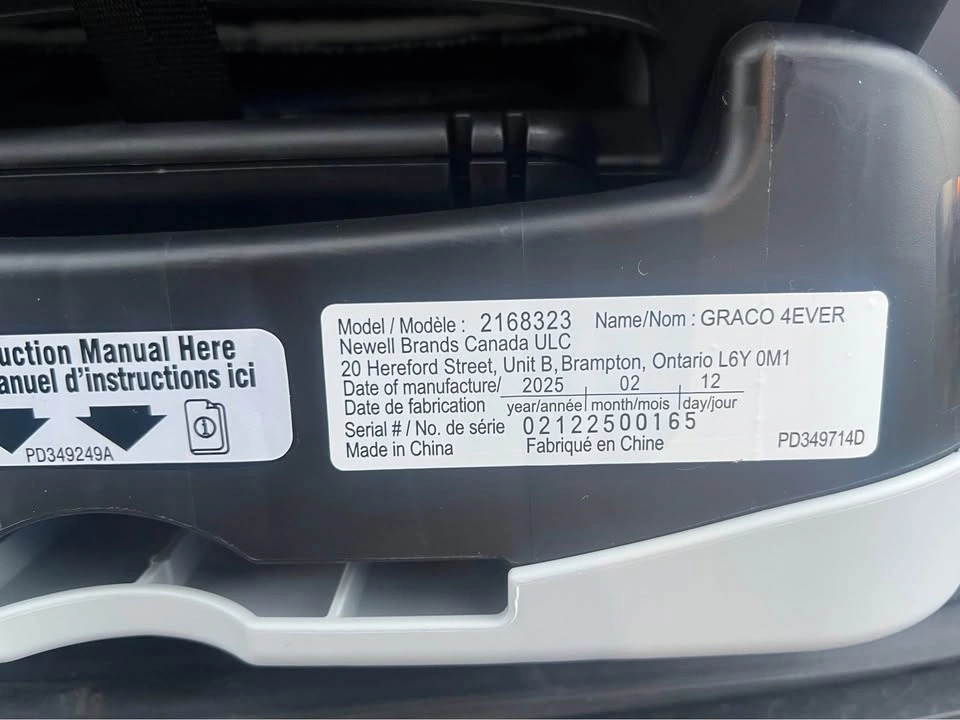 uction Manual Here
anuel d'instructions ici
PD349249A
Model / Modèle : 2168323 Name/Nom : GRACO 4EVER
Newell Brands Canada ULC
20 Hereford Street, Unit B, Brampton, Ontario L6Y 0M1
Date of manufacture/ 2025 02 12
Date de fabrication year/année month/mois day/jour
Serial # / No. de série 02122500165
Made in China Fabriqué en Chine PD349714D